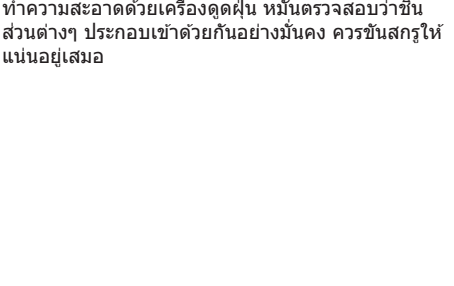 ทำความสะอาดด้วยเครื่องดูดฝุ่น หมั่นตรวจสอบว่าชิ้น
ส่วนต่างๆ ประกอบเข้าด้วยกันอย่างมั่นคง ควรขันสกรูให้
แน่นอยู่เสมอ